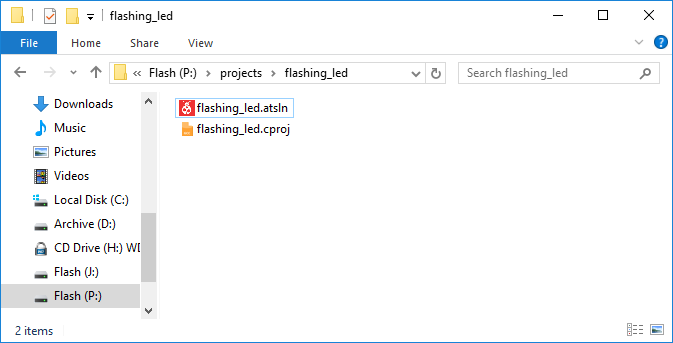 flashing_led
File Home Share View
« Flash (P:) > projects > flashing_led
Search flashing_led
Downloads
Music
Pictures
Videos
Local Disk (C:)
Archive (D:)
CD Drive (H:) WD
Flash (J:)
Flash (P:)
flashing_led.atsln
flashing_led.cproj
2 items